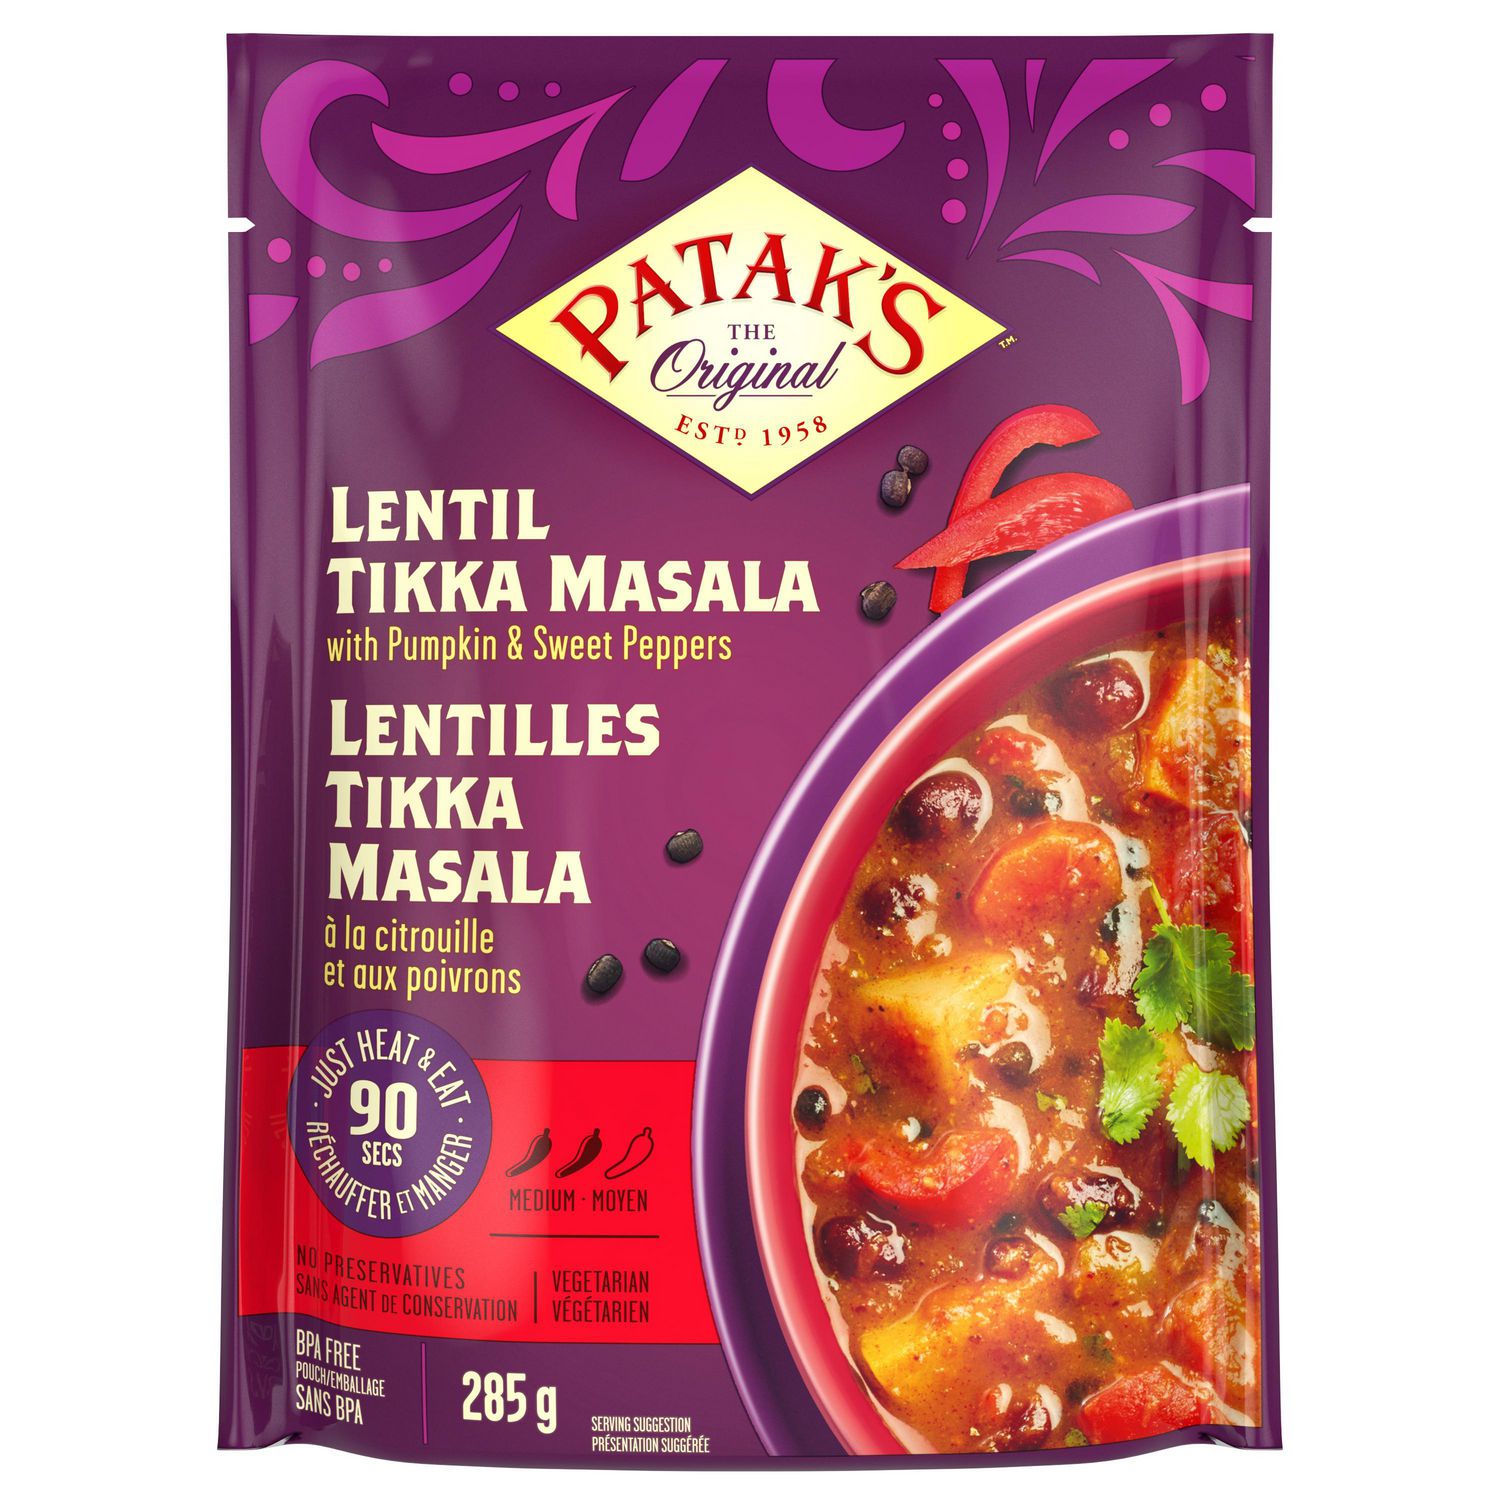 PATAK'S
THE
Original
ESTD 1958
T.M.
LENTIL
TIKKA MASALA
with Pumpkin & Sweet Peppers
LENTILLES
TIKKA
MASALA
à la citrouille
et aux poivrons
· JUST HEAT & EAT ·
90
SECS
RÉCHAUFFER ET MANGER
MEDIUM · MOYEN
NO PRESERVATIVES
SANS AGENT DE CONSERVATION
VEGETARIAN
VÉGÉTARIEN
BPA FREE
POUCH/EMBALLAGE
SANS BPA
285 g
SERVING SUGGESTION
PRÉSENTATION SUGGÉRÉE